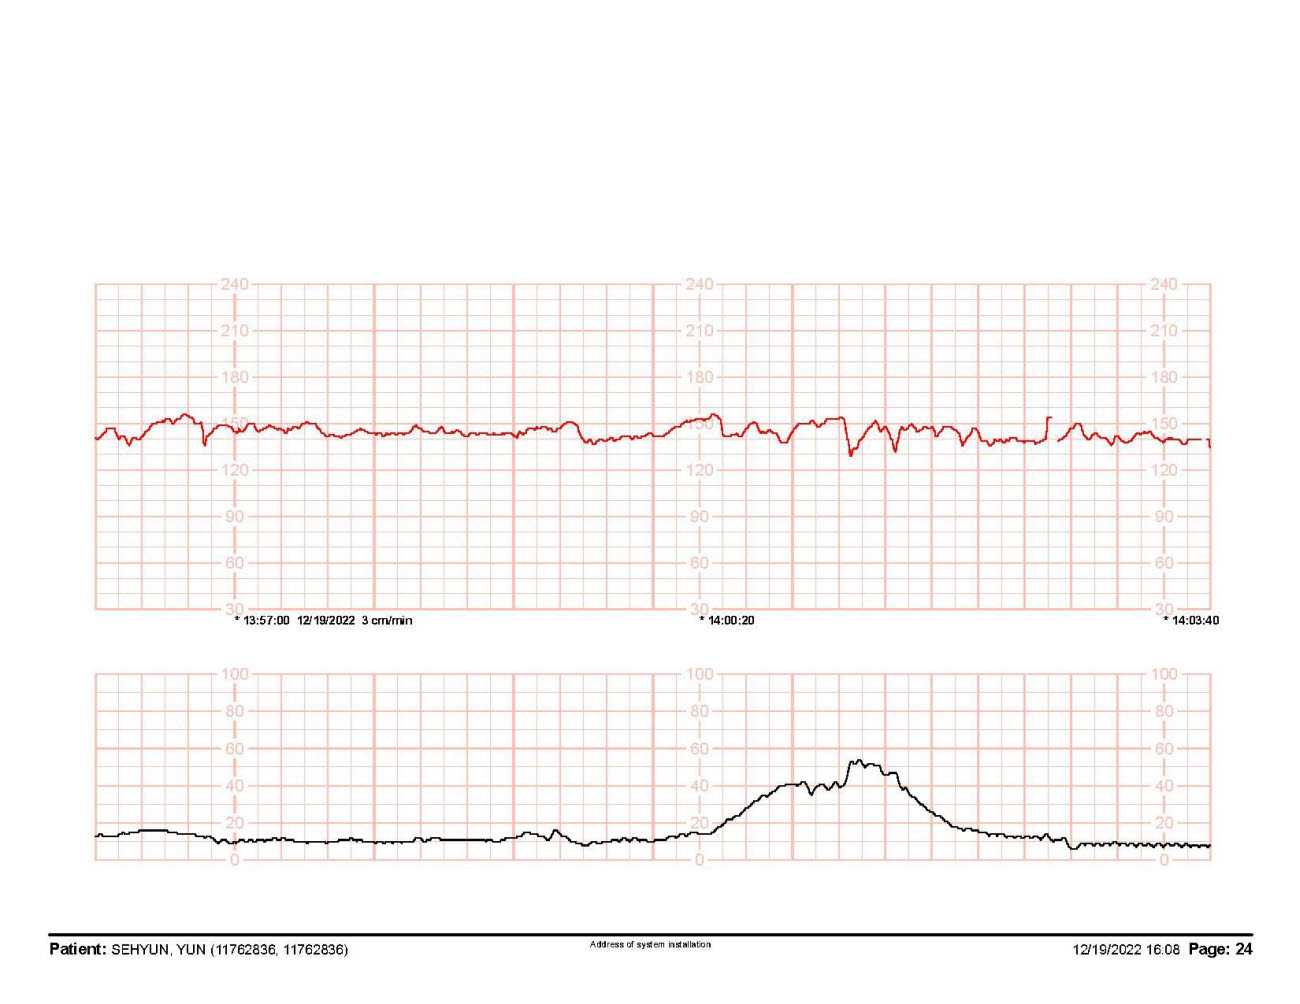 240 240 240
210 210 210
180 180 180
150 150 150
120 120 120
90 90 90
60 60 60
30 30 30
* 13:57:00 12/19/2022 3 cm/min * 14:00:20 * 14:03:40
100 100 100
80 80 80
60 60 60
40 40 40
20 20 20
0 0 0
Patient: SEHYUN, YUN (11762836, 11762836) Address of system installation 12/19/2022 16:08 Page: 24